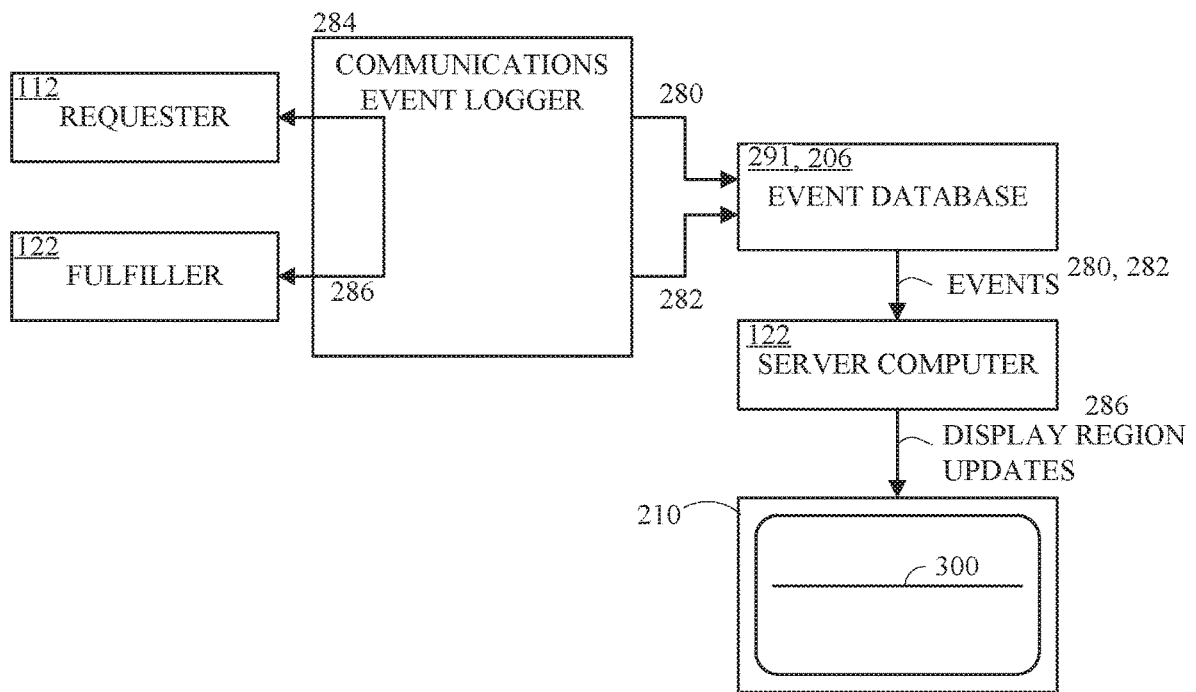 284
COMMUNICATIONS
EVENT LOGGER
112
REQUESTER
122
FULFILLER
286
280
282
291, 206
EVENT DATABASE
280, 282
EVENTS
122
SERVER COMPUTER
286
DISPLAY REGION
UPDATES
210
300